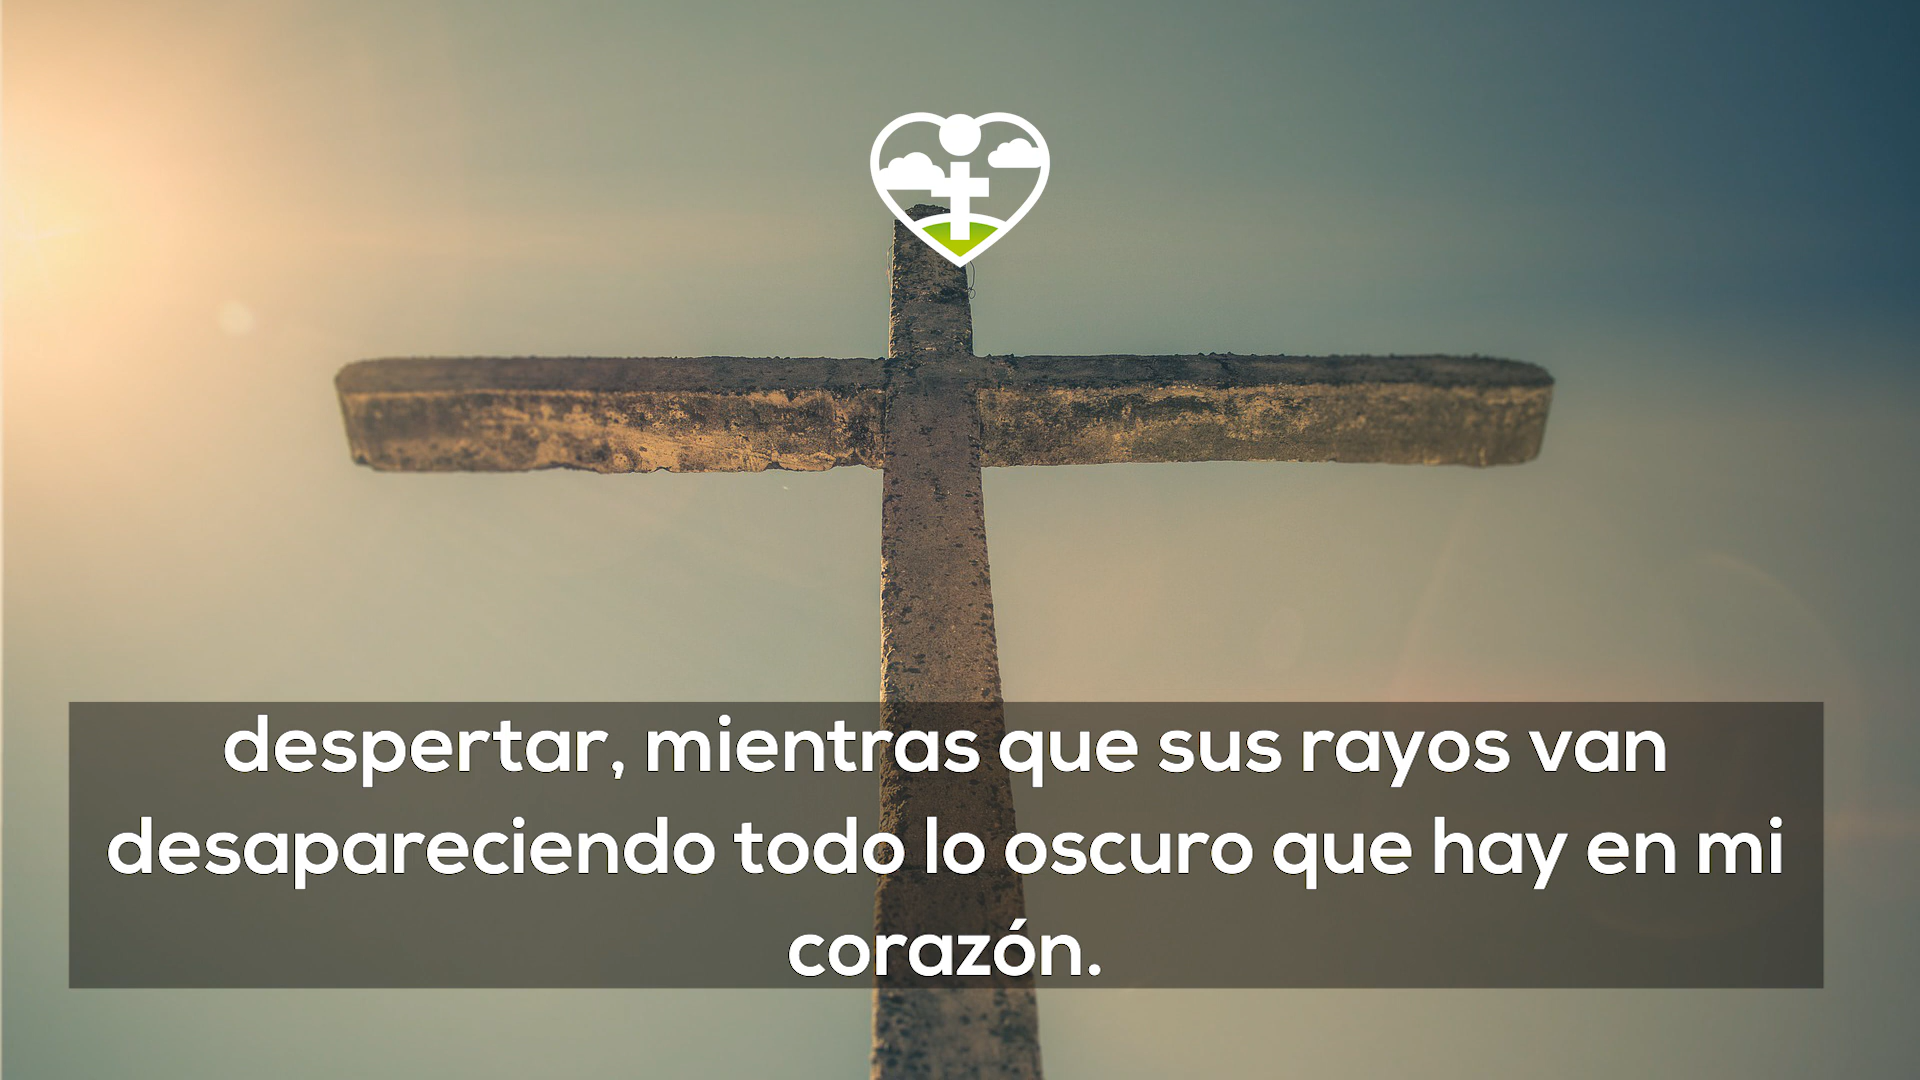 despertar, mientras que sus rayos van
desapareciendo todo lo oscuro que hay en mi
corazón.